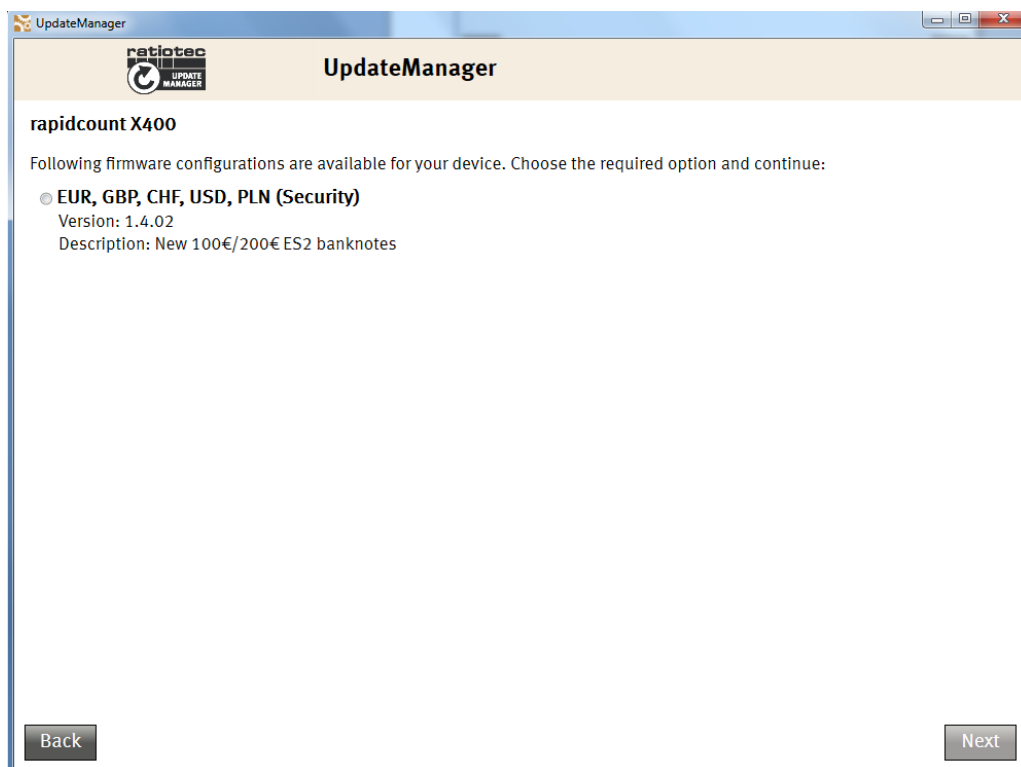 UpdateManager
ratiotec
UPDATE
MANAGER
UpdateManager
rapidcount X400
Following firmware configurations are available for your device. Choose the required option and continue:
EUR, GBP, CHF, USD, PLN (Security)
Version: 1.4.02
Description: New 100€/200€ ES2 banknotes
Back
Next